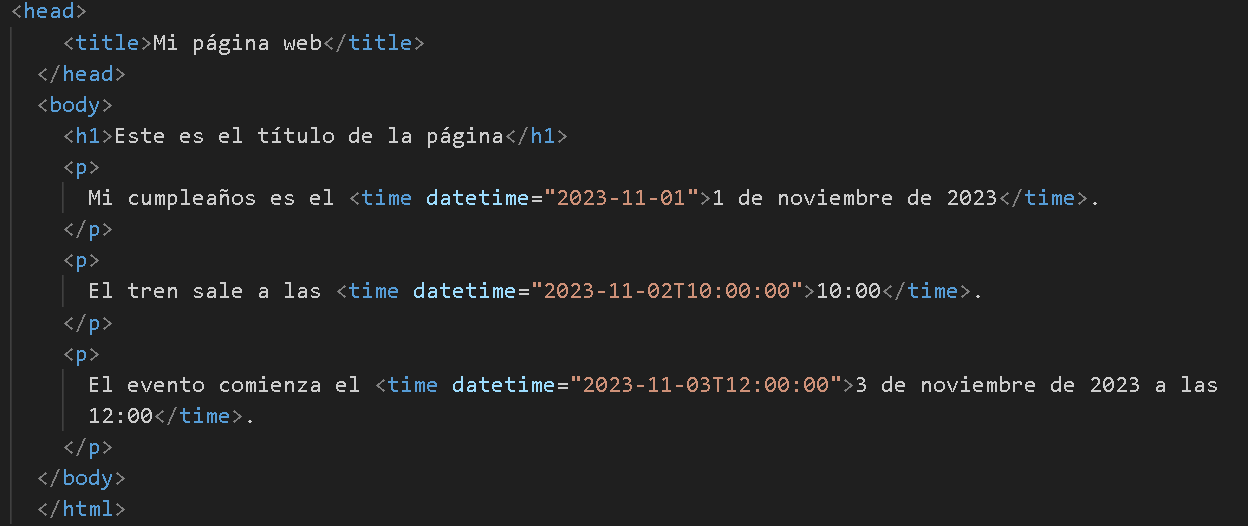 <head>
<title>Mi página web</title>
</head>
<body>
<h1>Este es el título de la página</h1>
<p>
Mi cumpleaños es el <time datetime="2023-11-01">1 de noviembre de 2023</time>.
</p>
<p>
El tren sale a las <time datetime="2023-11-02T10:00:00">10:00</time>.
</p>
<p>
El evento comienza el <time datetime="2023-11-03T12:00:00">3 de noviembre de 2023 a las
12:00</time>.
</p>
</body>
</html>